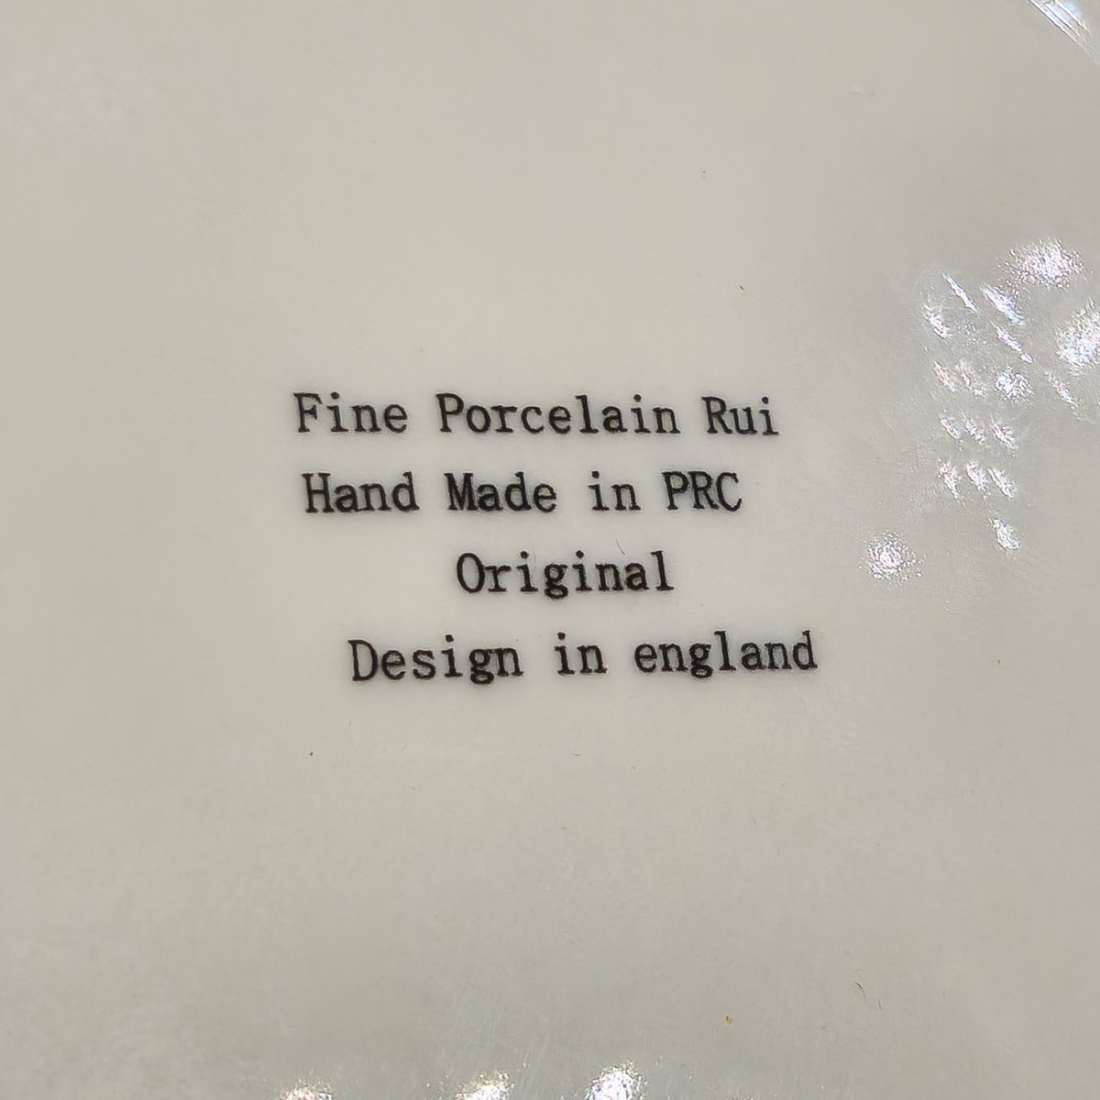 Fine Porcelain Rui
Hand Made in PRC
Original
Design in england